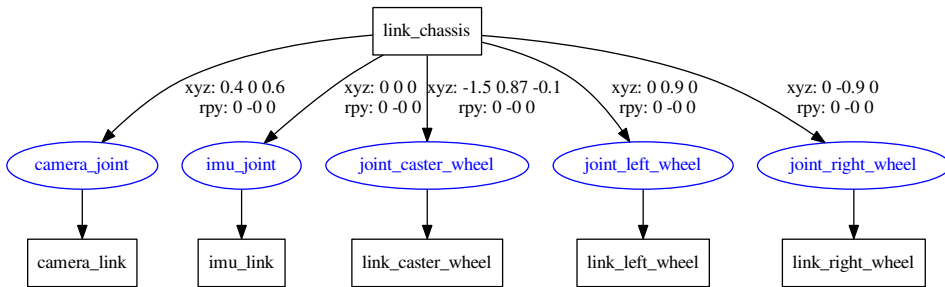 link_chassis
xyz: 0.4 0 0.6
rpy: 0 -0 0
xyz: 0 0 0
rpy: 0 -0 0
xyz: -1.5 0.87 -0.1
rpy: 0 -0 0
xyz: 0 0.9 0
rpy: 0 -0 0
xyz: 0 -0.9 0
rpy: 0 -0 0
camera_joint
imu_joint
joint_caster_wheel
joint_left_wheel
joint_right_wheel
camera_link
imu_link
link_caster_wheel
link_left_wheel
link_right_wheel